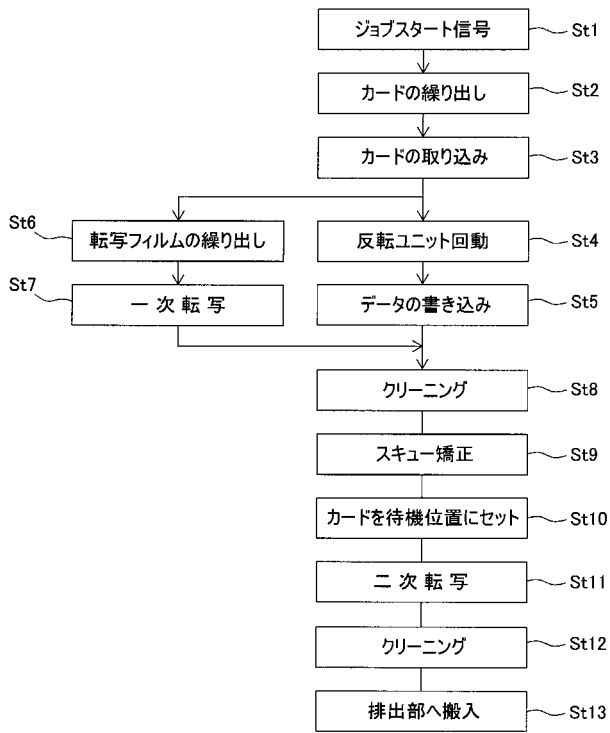 ジョブスタート信号 St1
カードの繰り出し St2
カードの取り込み St3
St6 転写フィルムの繰り出し
反転ユニット回動 St4
St7 一 次 転 写
データの書き込み St5
クリーニング St8
スキュー矯正 St9
カードを待機位置にセット St10
二 次 転 写 St11
クリーニング St12
排出部へ搬入 St13